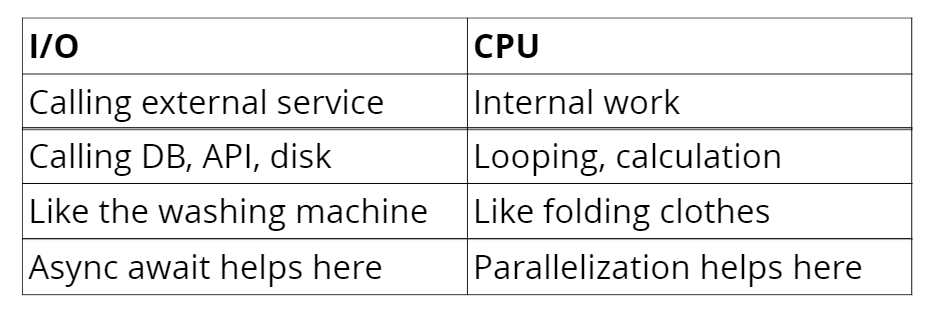 I/O CPU
Calling external service Internal work
Calling DB, API, disk Looping, calculation
Like the washing machine Like folding clothes
Async await helps here Parallelization helps here